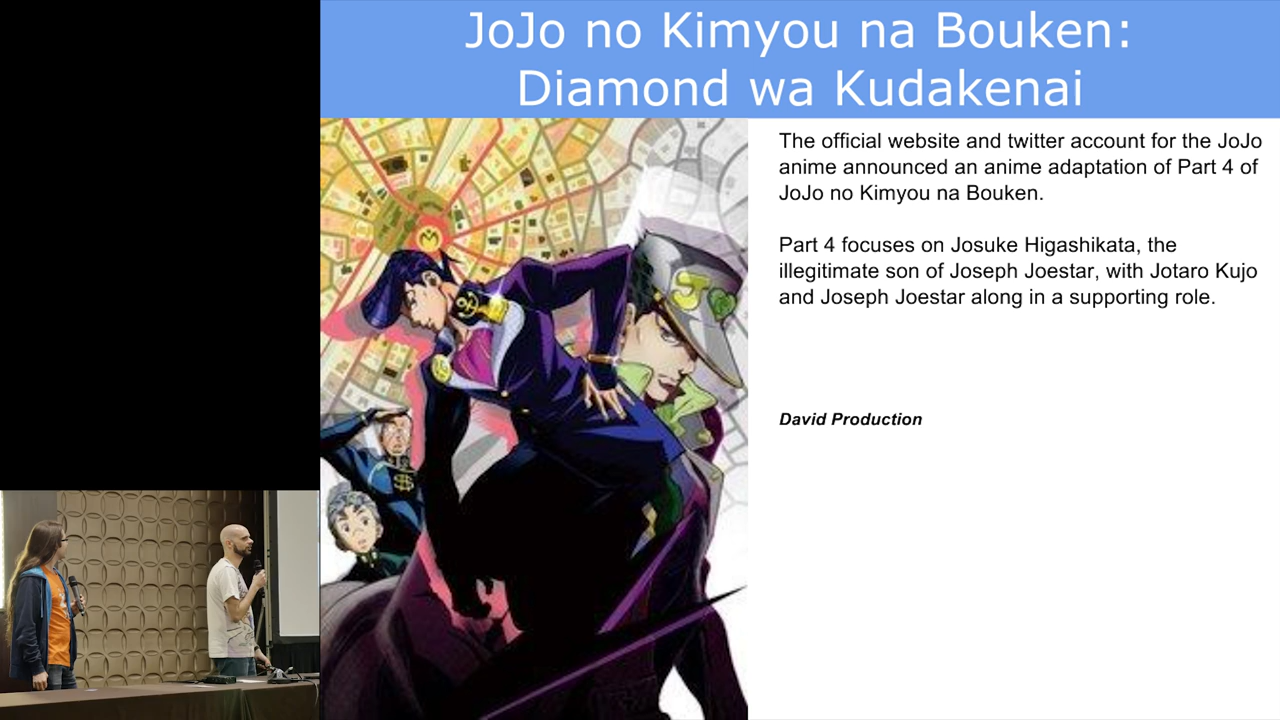 JoJo no Kimyou na Bouken:
Diamond wa Kudakenai
The official website and twitter account for the JoJo
anime announced an anime adaptation of Part 4 of
JoJo no Kimyou na Bouken.
Part 4 focuses on Josuke Higashikata, the
illegitimate son of Joseph Joestar, with Jotaro Kujo
and Joseph Joestar along in a supporting role.
David Production
JO
$
M